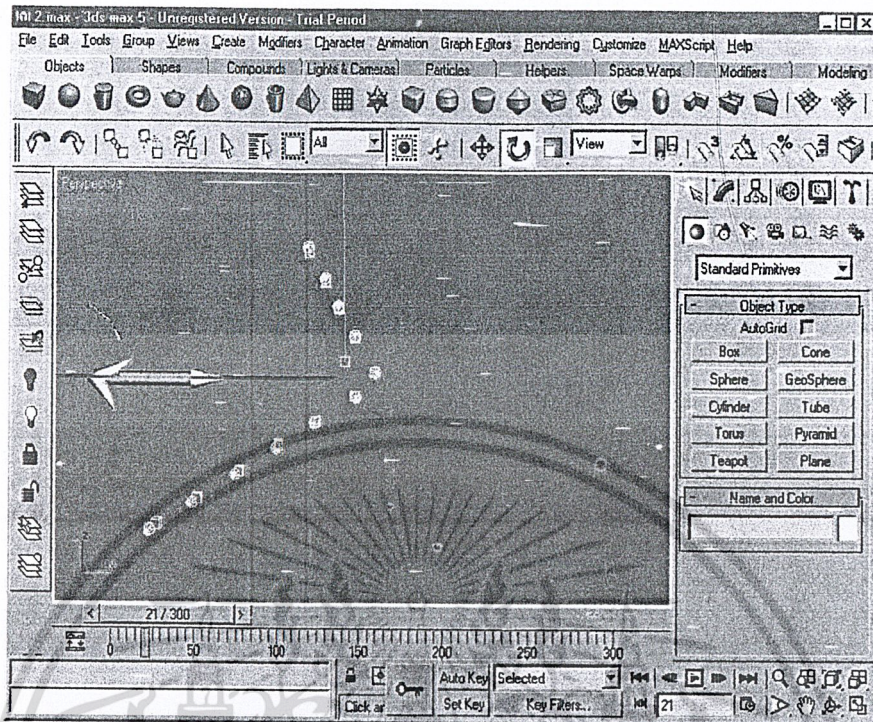 2.max - 3ds max 5 - Unregistered Version - Trial Period
File Edit Tools Group Views Create Modifiers Character Animation Graph Editors Rendering Customize MAXScript Help
Objects Shapes Compounds Lights & Cameras Particles Helpers Space Warps Modifiers Modeling
All View
Perspective
Standard Primitives
- Object Type
AutoGrid
Box Cone
Sphere GeoSphere
Cylinder Tube
Torus Pyramid
Teapot Plane
- Name and Color
z
< 21 / 300 >
0 50 100 150 200 250 300
Auto Key Selected
Click ar Set Key Key Filters... 21